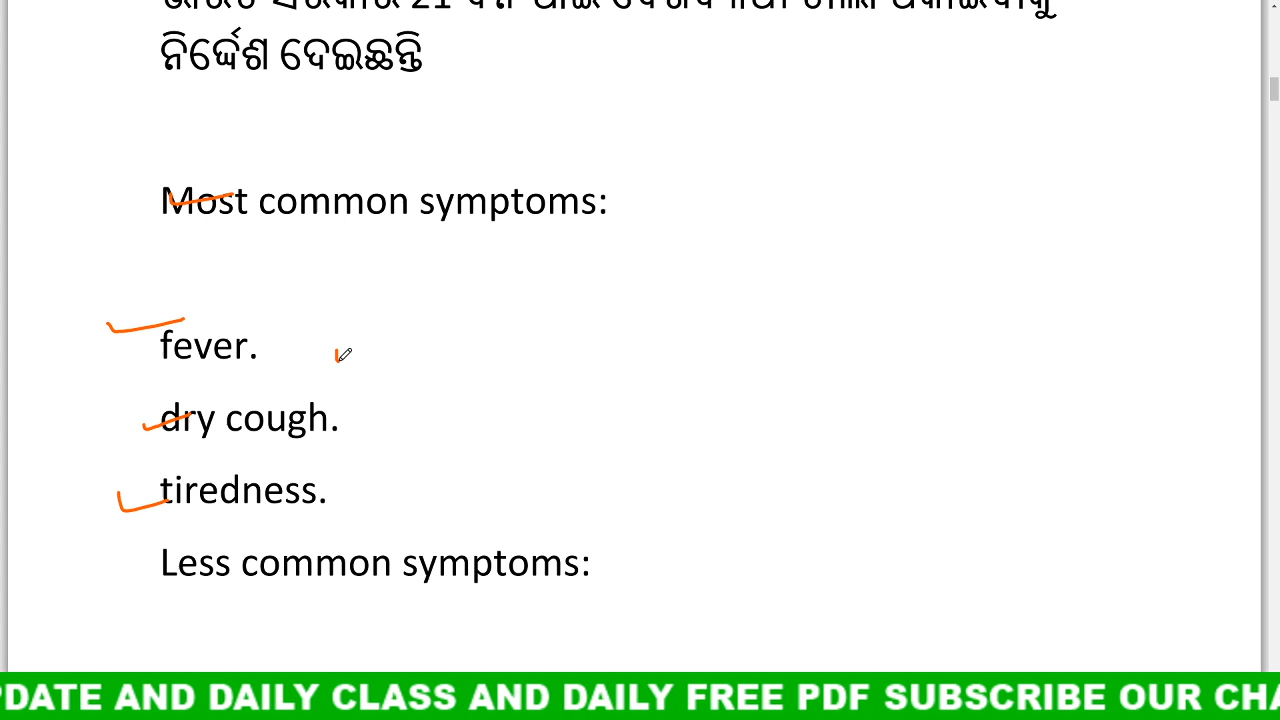 21
ନିର୍ଦ୍ଦେଶ ଦେଇଛନ୍ତି
Most common symptoms:
fever.
dry cough.
tiredness.
Less common symptoms:
PDATE AND DAILY CLASS AND DAILY FREE PDF SUBSCRIBE OUR CHA